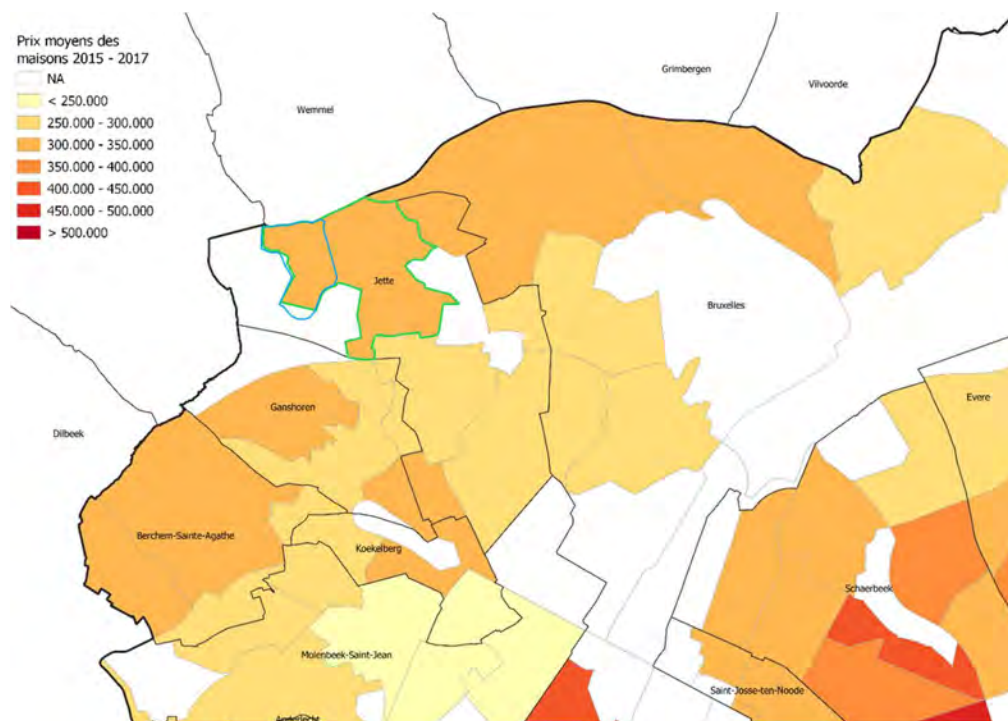 Prix moyens des
maisons 2015 - 2017
NA
< 250.000
250.000 - 300.000
300.000 - 350.000
350.000 - 400.000
400.000 - 450.000
450.000 - 500.000
> 500.000
Grimbergen
Vilvoorde
Wemmel
Jette
Bruxelles
Ganshoren
Evere
Dilbeek
Berchem-Sainte-Agathe
Koekelberg
Schaerbeek
Molenbeek-Saint-Jean
Saint-Josse-ten-Noode
Anderlecht